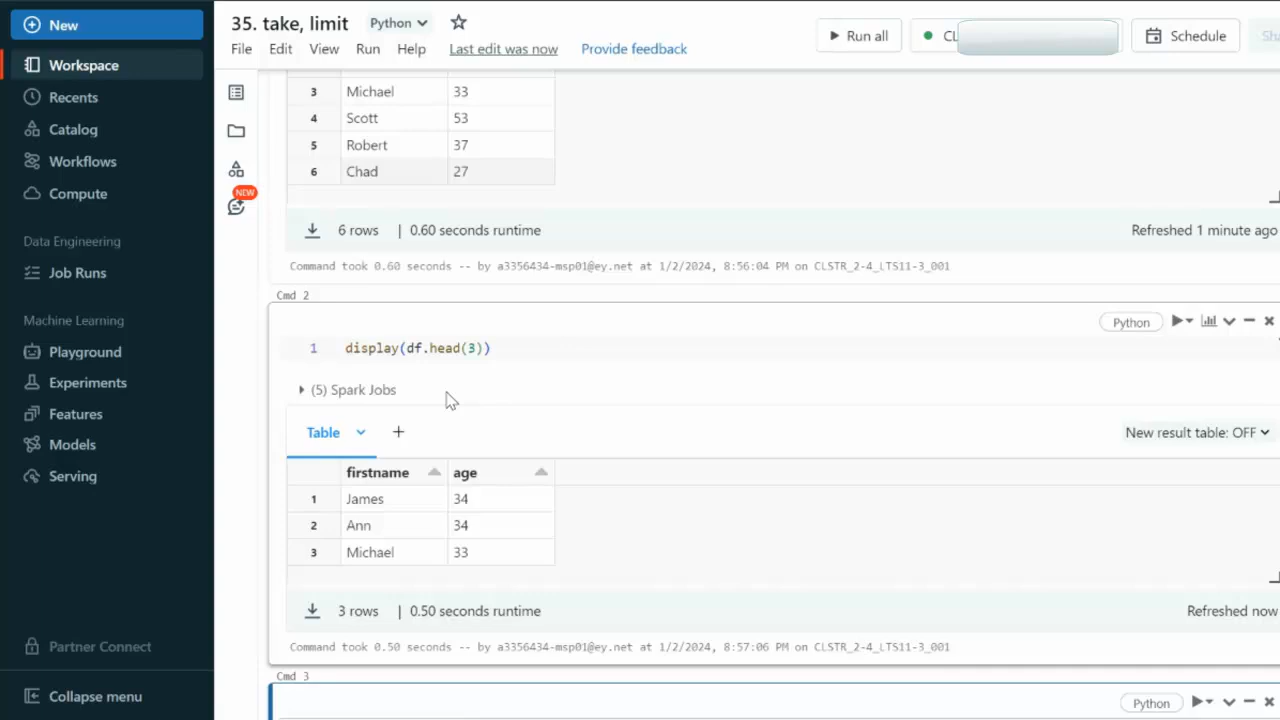 New
Workspace
Recents
Catalog
Workflows
Compute
Data Engineering
Job Runs
Machine Learning
Playground
Experiments
Features
Models
Serving
Partner Connect
Collapse menu
35. take, limit Python
File Edit View Run Help Last edit was now Provide feedback
Run all CL Schedule Sha
NEW
3 Michael 33
4 Scott 53
5 Robert 37
6 Chad 27
6 rows | 0.60 seconds runtime Refreshed 1 minute ago
Command took 0.60 seconds -- by a3356434-msp01@ey.net at 1/2/2024, 8:56:04 PM on CLSTR_2-4_LTS11-3_001
Cmd 2
Python
1 display(df.head(3))
(5) Spark Jobs
Table + New result table: OFF
firstname age
1 James 34
2 Ann 34
3 Michael 33
3 rows | 0.50 seconds runtime Refreshed now
Command took 0.50 seconds -- by a3356434-msp01@ey.net at 1/2/2024, 8:57:06 PM on CLSTR_2-4_LTS11-3_001
Cmd 3
Python